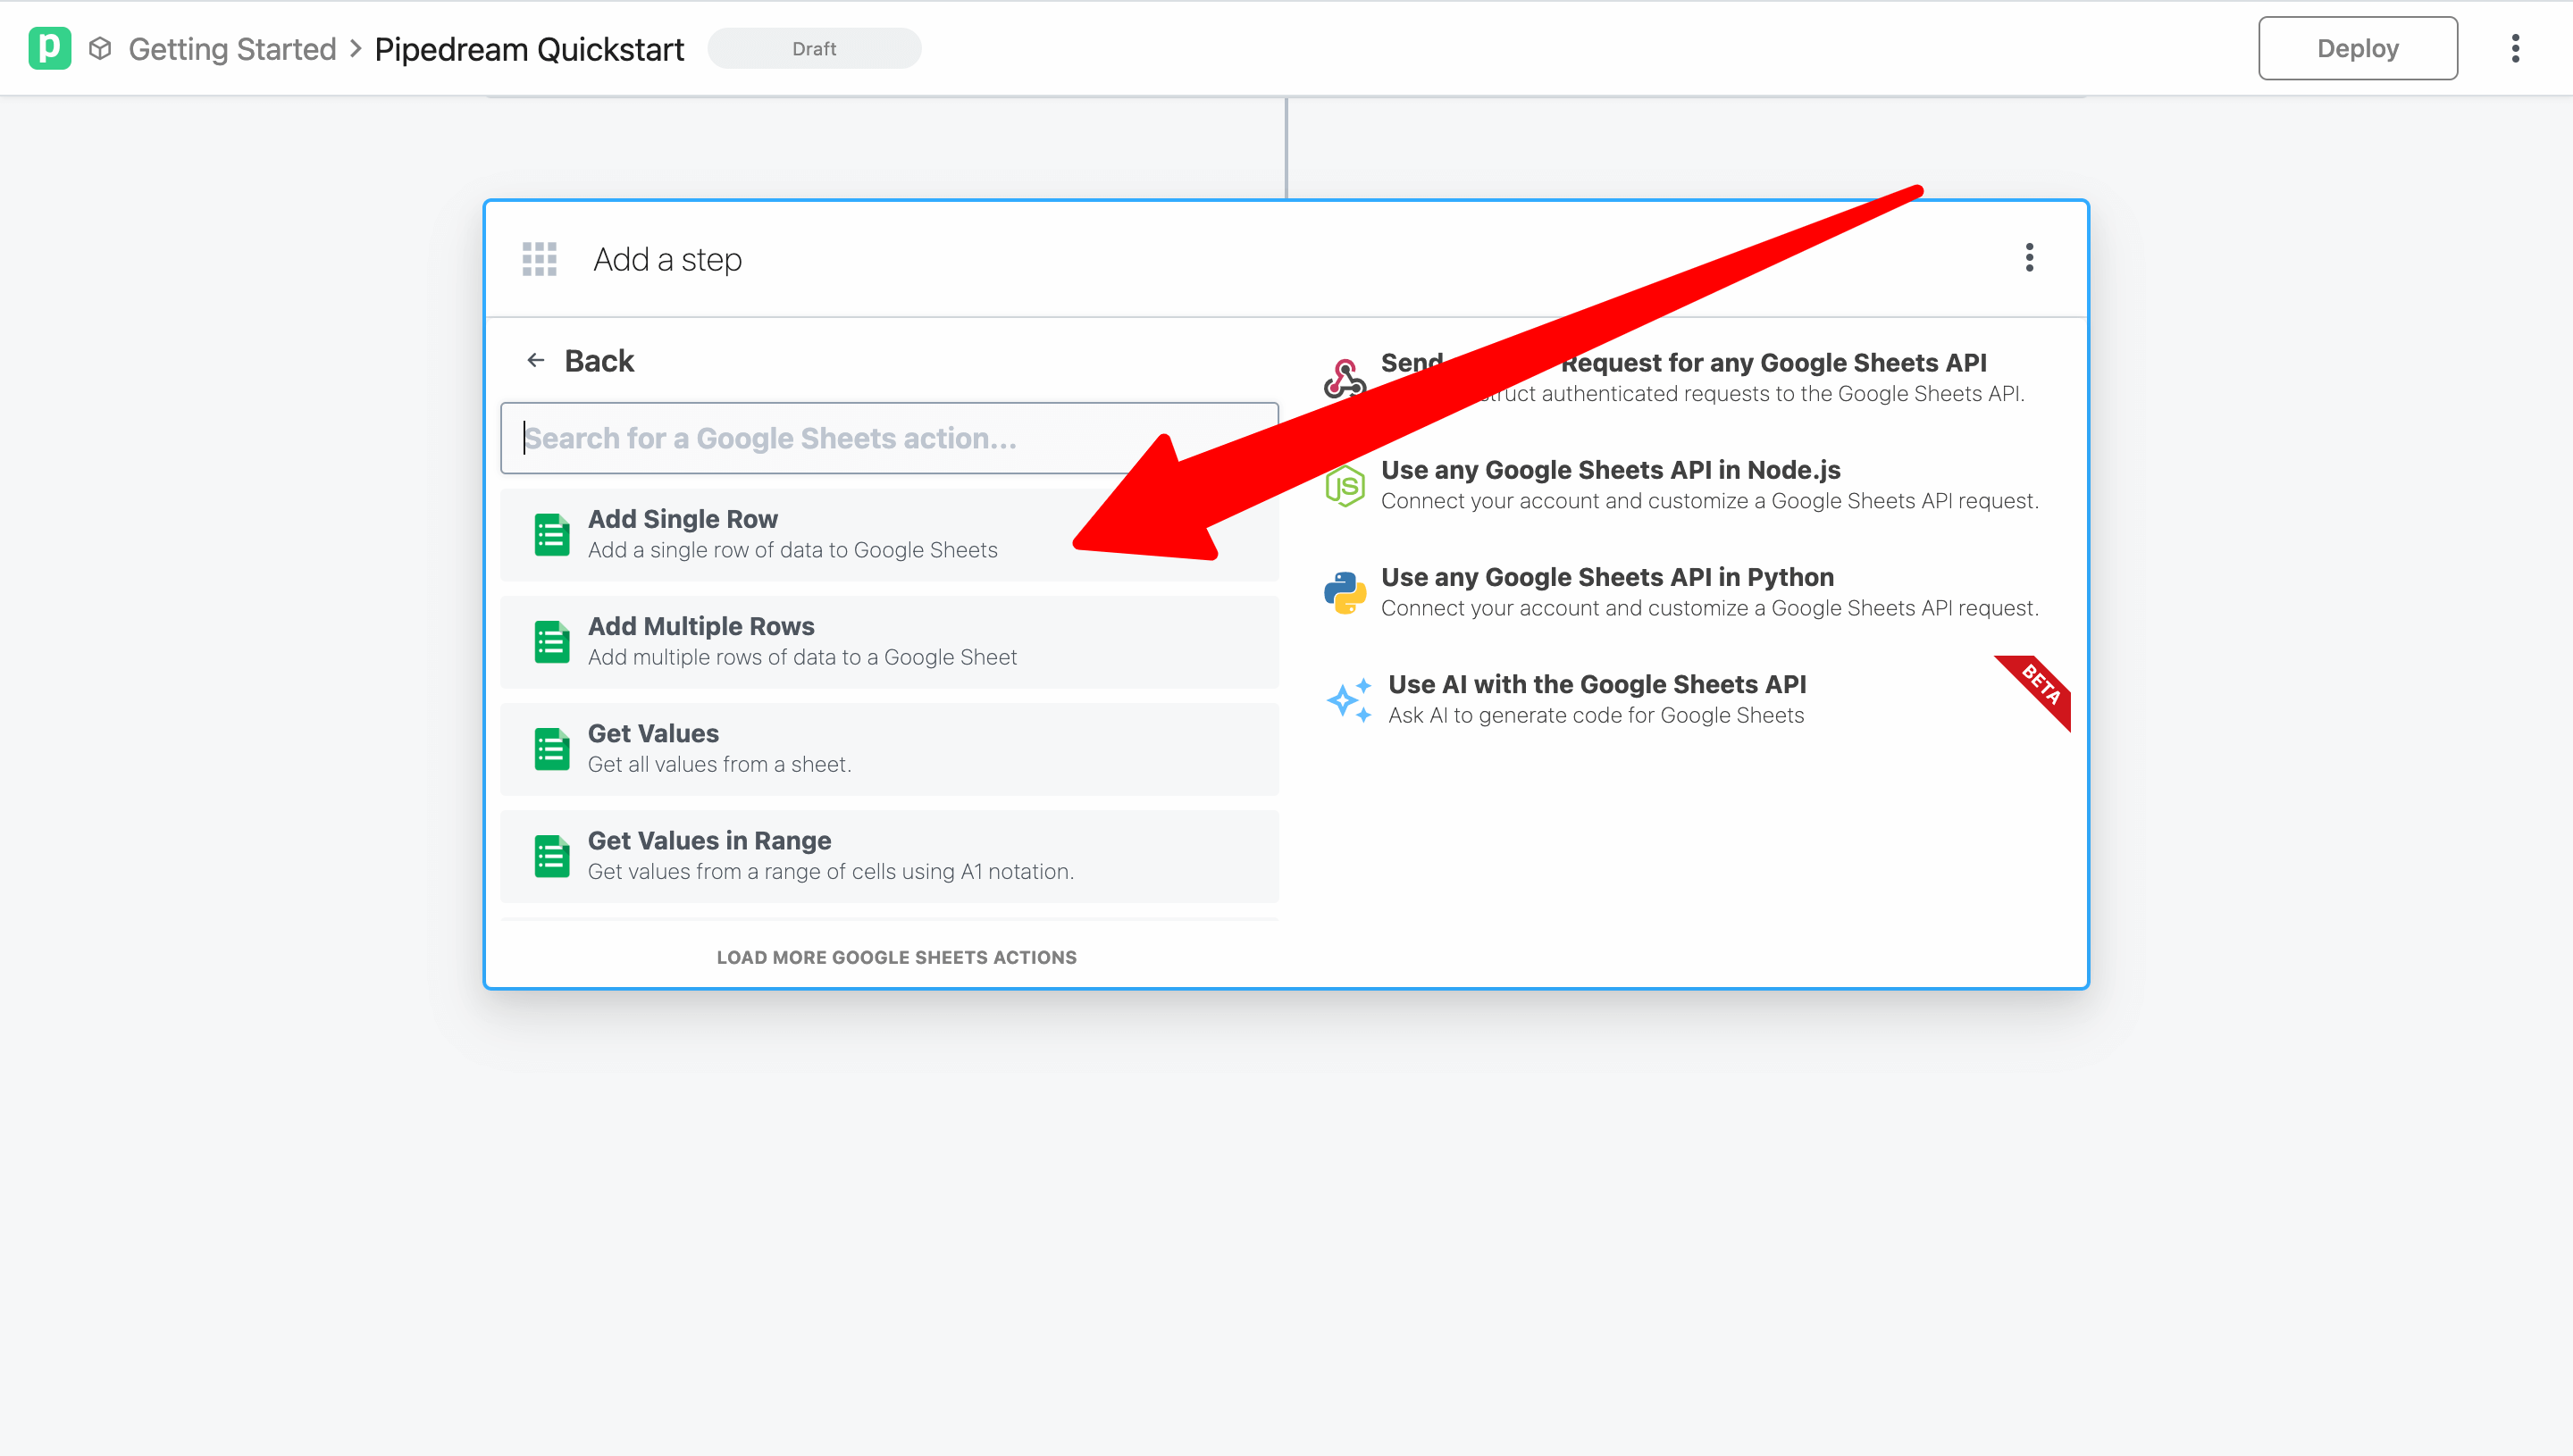 p Getting Started > Pipedream Quickstart Draft Deploy
Add a step
Back
Search for a Google Sheets action...
Add Single Row
Add a single row of data to Google Sheets
Add Multiple Rows
Add multiple rows of data to a Google Sheet
Get Values
Get all values from a sheet.
Get Values in Range
Get values from a range of cells using A1 notation.
LOAD MORE GOOGLE SHEETS ACTIONS
Send Request for any Google Sheets API
authenticated requests to the Google Sheets API.
JS
Use any Google Sheets API in Node.js
Connect your account and customize a Google Sheets API request.
Use any Google Sheets API in Python
Connect your account and customize a Google Sheets API request.
Use AI with the Google Sheets API
Ask AI to generate code for Google Sheets
BETA